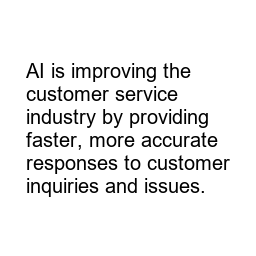 AI is improving the
customer service
industry by providing
faster, more accurate
responses to customer
inquiries and issues.